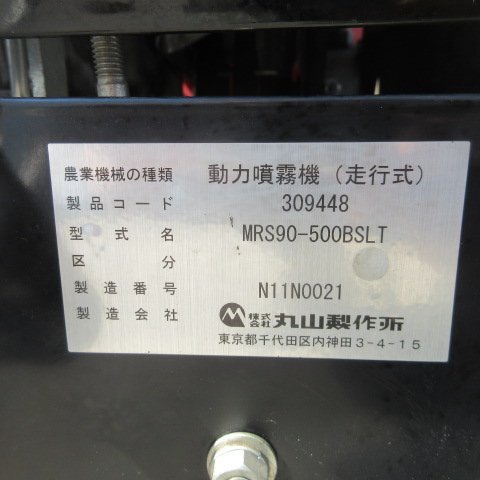 農業機械の種類 動力噴霧機（走行式）
製品コード 309448
型式名 MRS90-500BSLT
区分
製造番号 N11N0021
製造会社 株式会社 丸山製作所
東京都千代田区内神田3-4-15